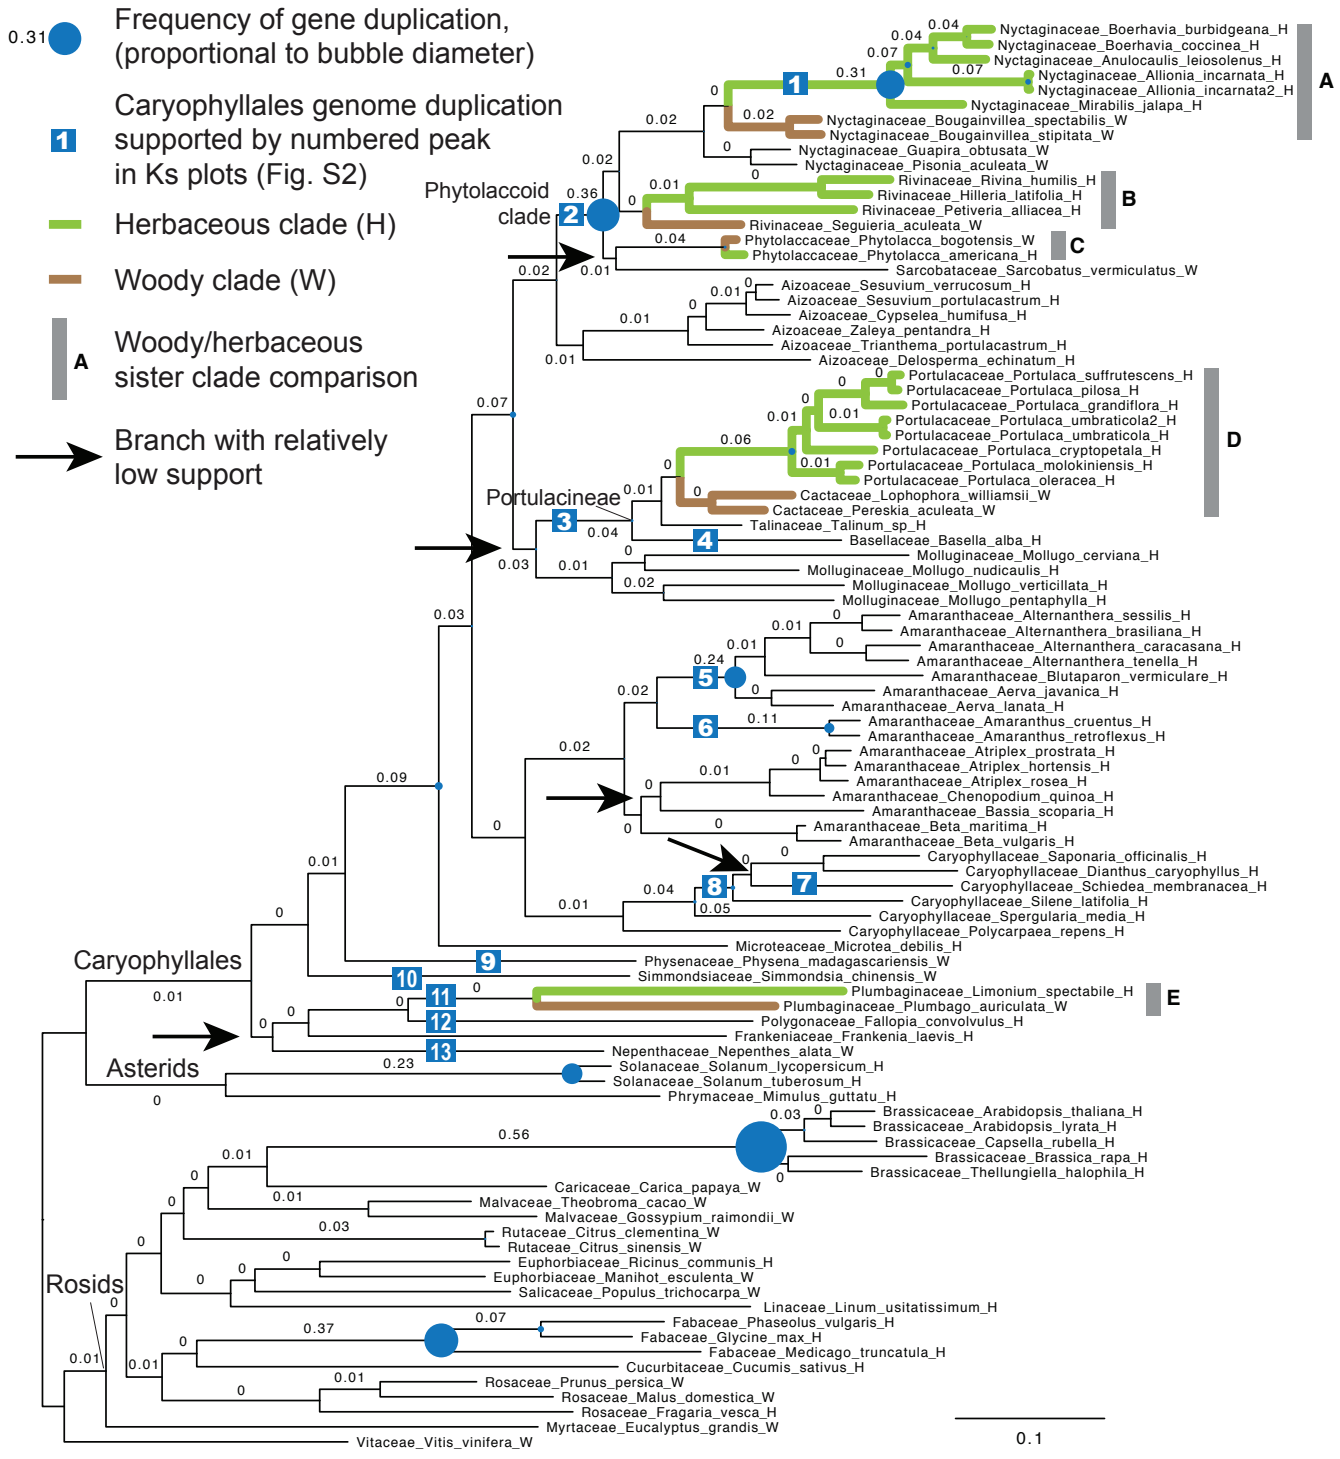 0.31
Frequency of gene duplication,
(proportional to bubble diameter)
1
Caryophyllales genome duplication
supported by numbered peak
in Ks plots (Fig. S2)
Herbaceous clade (H)
Woody clade (W)
A
Woody/herbaceous
sister clade comparison
Branch with relatively
low support
0.04
Nyctaginaceae_Boerhavia_burbidgeana_H
0.04
Nyctaginaceae_Boerhavia_coccinea_H
0.07
Nyctaginaceae_Anulocaulis_leiosolenus_H
0.31
0.07
Nyctaginaceae_Allionia_incarnata_H
A
0
1
Nyctaginaceae_Allionia_incarnata2_H
Nyctaginaceae_Mirabilis_jalapa_H
0.02
Nyctaginaceae_Bougainvillea_spectabilis_W
0.02
Nyctaginaceae_Bougainvillea_stipitata_W
0
Nyctaginaceae_Guapira_obtusata_W
0.02
Nyctaginaceae_Pisonia_aculeata_W
0
Rivinaceae_Rivina_humilis_H
Phytolaccoid
clade
0.36
0.01
Rivinaceae_Hilleria_latifolia_H
B
0
2
Rivinaceae_Petiveria_alliacea_H
Rivinaceae_Seguieria_aculeata_W
0.04
Phytolaccaceae_Phytolacca_bogotensis_W
C
Phytolaccaceae_Phytolacca_americana_H
0.02
0.01
Sarcobataceae_Sarcobatus_vermiculatus_W
0
Aizoaceae_Sesuvium_verrucosum_H
0.01
Aizoaceae_Sesuvium_portulacastrum_H
0
Aizoaceae_Cypselea_humifusa_H
0.01
Aizoaceae_Zaleya_pentandra_H
Aizoaceae_Trianthema_portulacastrum_H
0.01
Aizoaceae_Delosperma_echinatum_H
0
Portulacaceae_Portulaca_suffrutescens_H
0
Portulacaceae_Portulaca_pilosa_H
0
Portulacaceae_Portulaca_grandiflora_H
0.07
0.01
0.01
Portulacaceae_Portulaca_umbraticola2_H
D
0.06
Portulacaceae_Portulaca_umbraticola_H
Portulacaceae_Portulaca_cryptopetala_H
0
0.01
Portulacaceae_Portulaca_molokiniensis_H
Portulacaceae_Portulaca_oleracea_H
Portulacineae
0.01
0
Cactaceae_Lophophora_williamsii_W
Cactaceae_Pereskia_aculeata_W
3
Talinaceae_Talinum_sp_H
0.04
4
Basellaceae_Basella_alba_H
0
Molluginaceae_Mollugo_cerviana_H
0.03
0.01
Molluginaceae_Mollugo_nudicaulis_H
0.02
Molluginaceae_Mollugo_verticillata_H
Molluginaceae_Mollugo_pentaphylla_H
0.03
0
Amaranthaceae_Alternanthera_sessilis_H
0.01
Amaranthaceae_Alternanthera_brasiliana_H
0.01
0
Amaranthaceae_Alternanthera_caracasana_H
0.24
Amaranthaceae_Alternanthera_tenella_H
5
Amaranthaceae_Blutaparon_vermiculare_H
0.02
0
Amaranthaceae_Aerva_javanica_H
Amaranthaceae_Aerva_lanata_H
6
0.11
Amaranthaceae_Amaranthus_cruentus_H
Amaranthaceae_Amaranthus_retroflexus_H
0.02
0
Amaranthaceae_Atriplex_prostrata_H
0
Amaranthaceae_Atriplex_hortensis_H
0.09
0.01
Amaranthaceae_Atriplex_rosea_H
0
Amaranthaceae_Chenopodium_quinoa_H
Amaranthaceae_Bassia_scoparia_H
0
0
0
Amaranthaceae_Beta_maritima_H
Amaranthaceae_Beta_vulgaris_H
0.01
0
0
Caryophyllaceae_Saponaria_officinalis_H
Caryophyllaceae_Dianthus_caryophyllus_H
0.04
8
7
Caryophyllaceae_Schiedea_membranacea_H
0.01
0.05
Caryophyllaceae_Silene_latifolia_H
0
Caryophyllaceae_Spergularia_media_H
Caryophyllaceae_Polycarpaea_repens_H
Microteaceae_Microtea_debilis_H
Caryophyllales
9
Physenaceae_Physena_madagascariensis_W
10
Simmondsiaceae_Simmondsia_chinensis_W
0.01
0
11
0
Plumbaginaceae_Limonium_spectabile_H
E
Plumbaginaceae_Plumbago_auriculata_W
0
0
12
Polygonaceae_Fallopia_convolvulus_H
Frankeniaceae_Frankenia_laevis_H
13
Nepenthaceae_Nepenthes_alata_W
Asterids
0.23
Solanaceae_Solanum_lycopersicum_H
Solanaceae_Solanum_tuberosum_H
0
Phrymaceae_Mimulus_guttatu_H
0.03
0
Brassicaceae_Arabidopsis_thaliana_H
Brassicaceae_Arabidopsis_lyrata_H
0.56
Brassicaceae_Capsella_rubella_H
0.01
Brassicaceae_Brassica_rapa_H
0
0
Brassicaceae_Thellungiella_halophila_H
Caricaceae_Carica_papaya_W
0
0.01
Malvaceae_Theobroma_cacao_W
Malvaceae_Gossypium_raimondii_W
0.03
Rutaceae_Citrus_clementina_W
0
Rutaceae_Citrus_sinensis_W
0
Euphorbiaceae_Ricinus_communis_H
0
0
Euphorbiaceae_Manihot_esculenta_W
Rosids
Salicaceae_Populus_trichocarpa_W
0
Linaceae_Linum_usitatissimum_H
0.37
0.07
Fabaceae_Phaseolus_vulgaris_H
0
Fabaceae_Glycine_max_H
0.01
0.01
Fabaceae_Medicago_truncatula_H
Cucurbitaceae_Cucumis_sativus_H
0
0.01
Rosaceae_Prunus_persica_W
Rosaceae_Malus_domestica_W
Rosaceae_Fragaria_vesca_H
Myrtaceae_Eucalyptus_grandis_W
Vitaceae_Vitis_vinifera_W
0.1